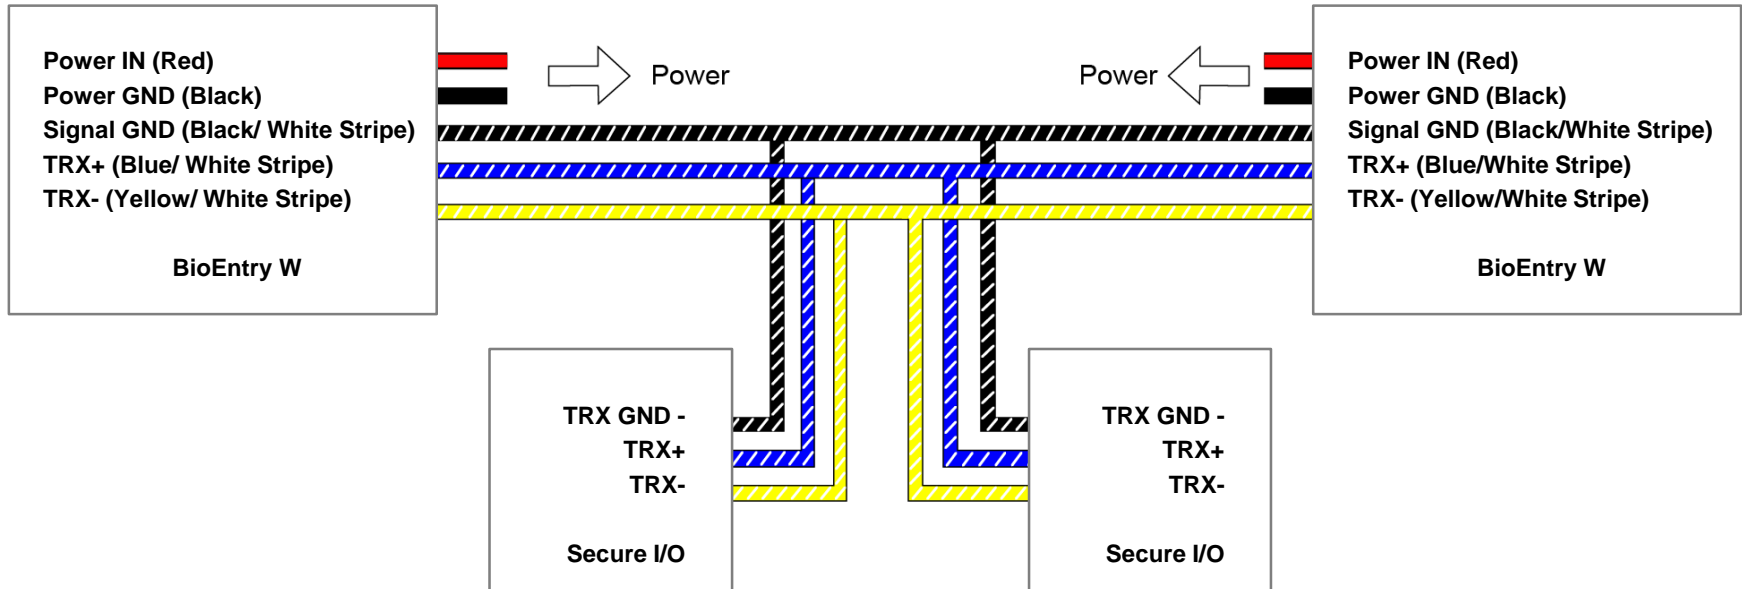 Power IN (Red)
Power GND (Black)
Signal GND (Black/ White Stripe)
TRX+ (Blue/ White Stripe)
TRX- (Yellow/ White Stripe)
BioEntry W
Power
Power
Power IN (Red)
Power GND (Black)
Signal GND (Black/White Stripe)
TRX+ (Blue/White Stripe)
TRX- (Yellow/White Stripe)
BioEntry W
TRX GND -
TRX+
TRX-
Secure I/O
TRX GND -
TRX+
TRX-
Secure I/O